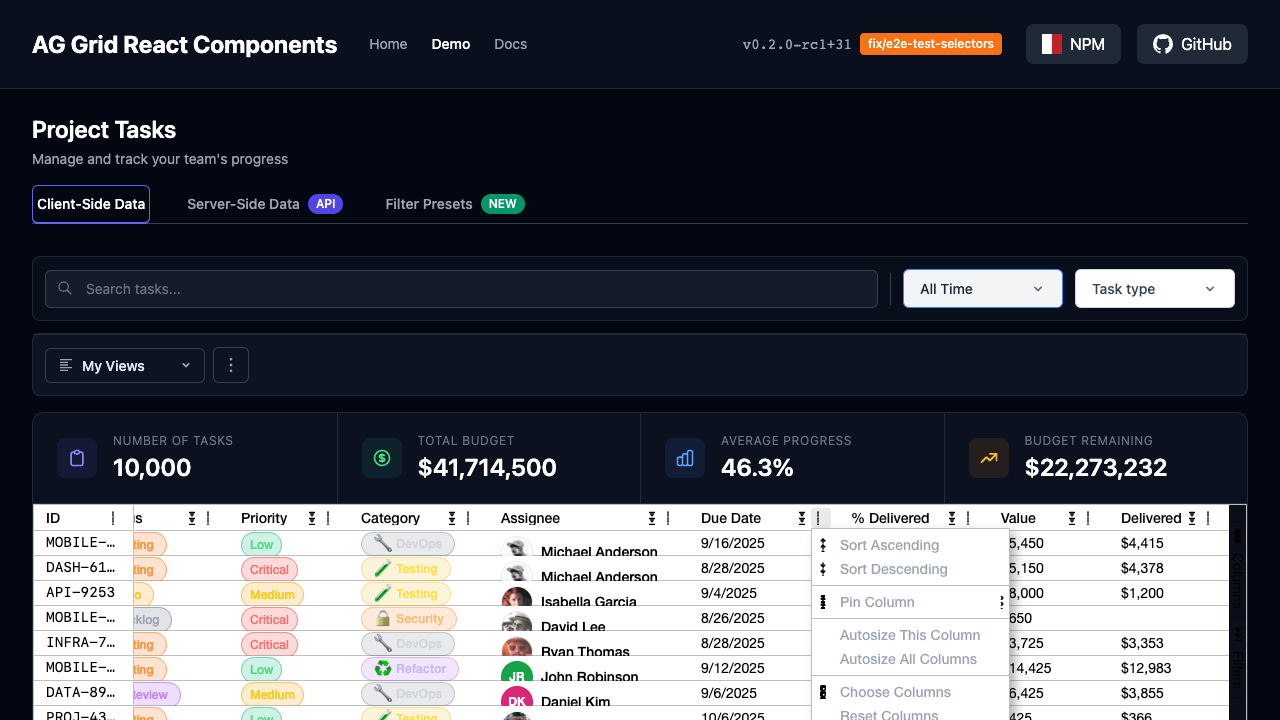 AG Grid React Components Home Demo Docs v0.2.0-rc1+31 fix/e2e-test-selectors NPM GitHub
Project Tasks
Manage and track your team's progress
Client-Side Data Server-Side Data API Filter Presets NEW
Search tasks... All Time Task type
My Views
NUMBER OF TASKS TOTAL BUDGET AVERAGE PROGRESS BUDGET REMAINING
10,000 $41,714,500 46.3% $22,273,232
ID s Priority Category Assignee Due Date % Delivered Value Delivered
MOBILE-… ting Low DevOps Michael Anderson 9/16/2025 5,450 $4,415
DASH-61… ting Critical Testing Michael Anderson 8/28/2025 5,150 $4,378
API-9253 o Medium Testing Isabella Garcia 9/4/2025 8,000 $1,200
MOBILE-… klog Critical Security David Lee 8/26/2025 650
INFRA-7… ting Critical DevOps Ryan Thomas 8/28/2025 3,725 $3,353
MOBILE-… ting Low Refactor JR John Robinson 9/12/2025 14,425 $12,983
DATA-89… eview Medium DevOps DK Daniel Kim 9/6/2025 6,425 $3,855
PROJ-43… ting Low Testing 10/6/2025 425 $366
Sort Ascending
Sort Descending
Pin Column
Autosize This Column
Autosize All Columns
Choose Columns
Reset Columns
Columns
Filters